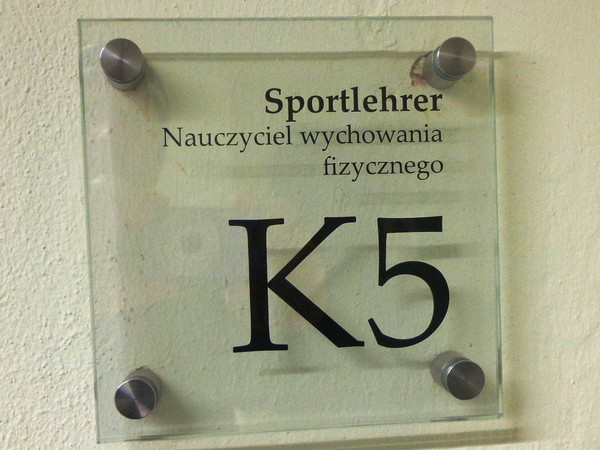 Sportlehrer
Nauczyciel wychowania
fizycznego
K5